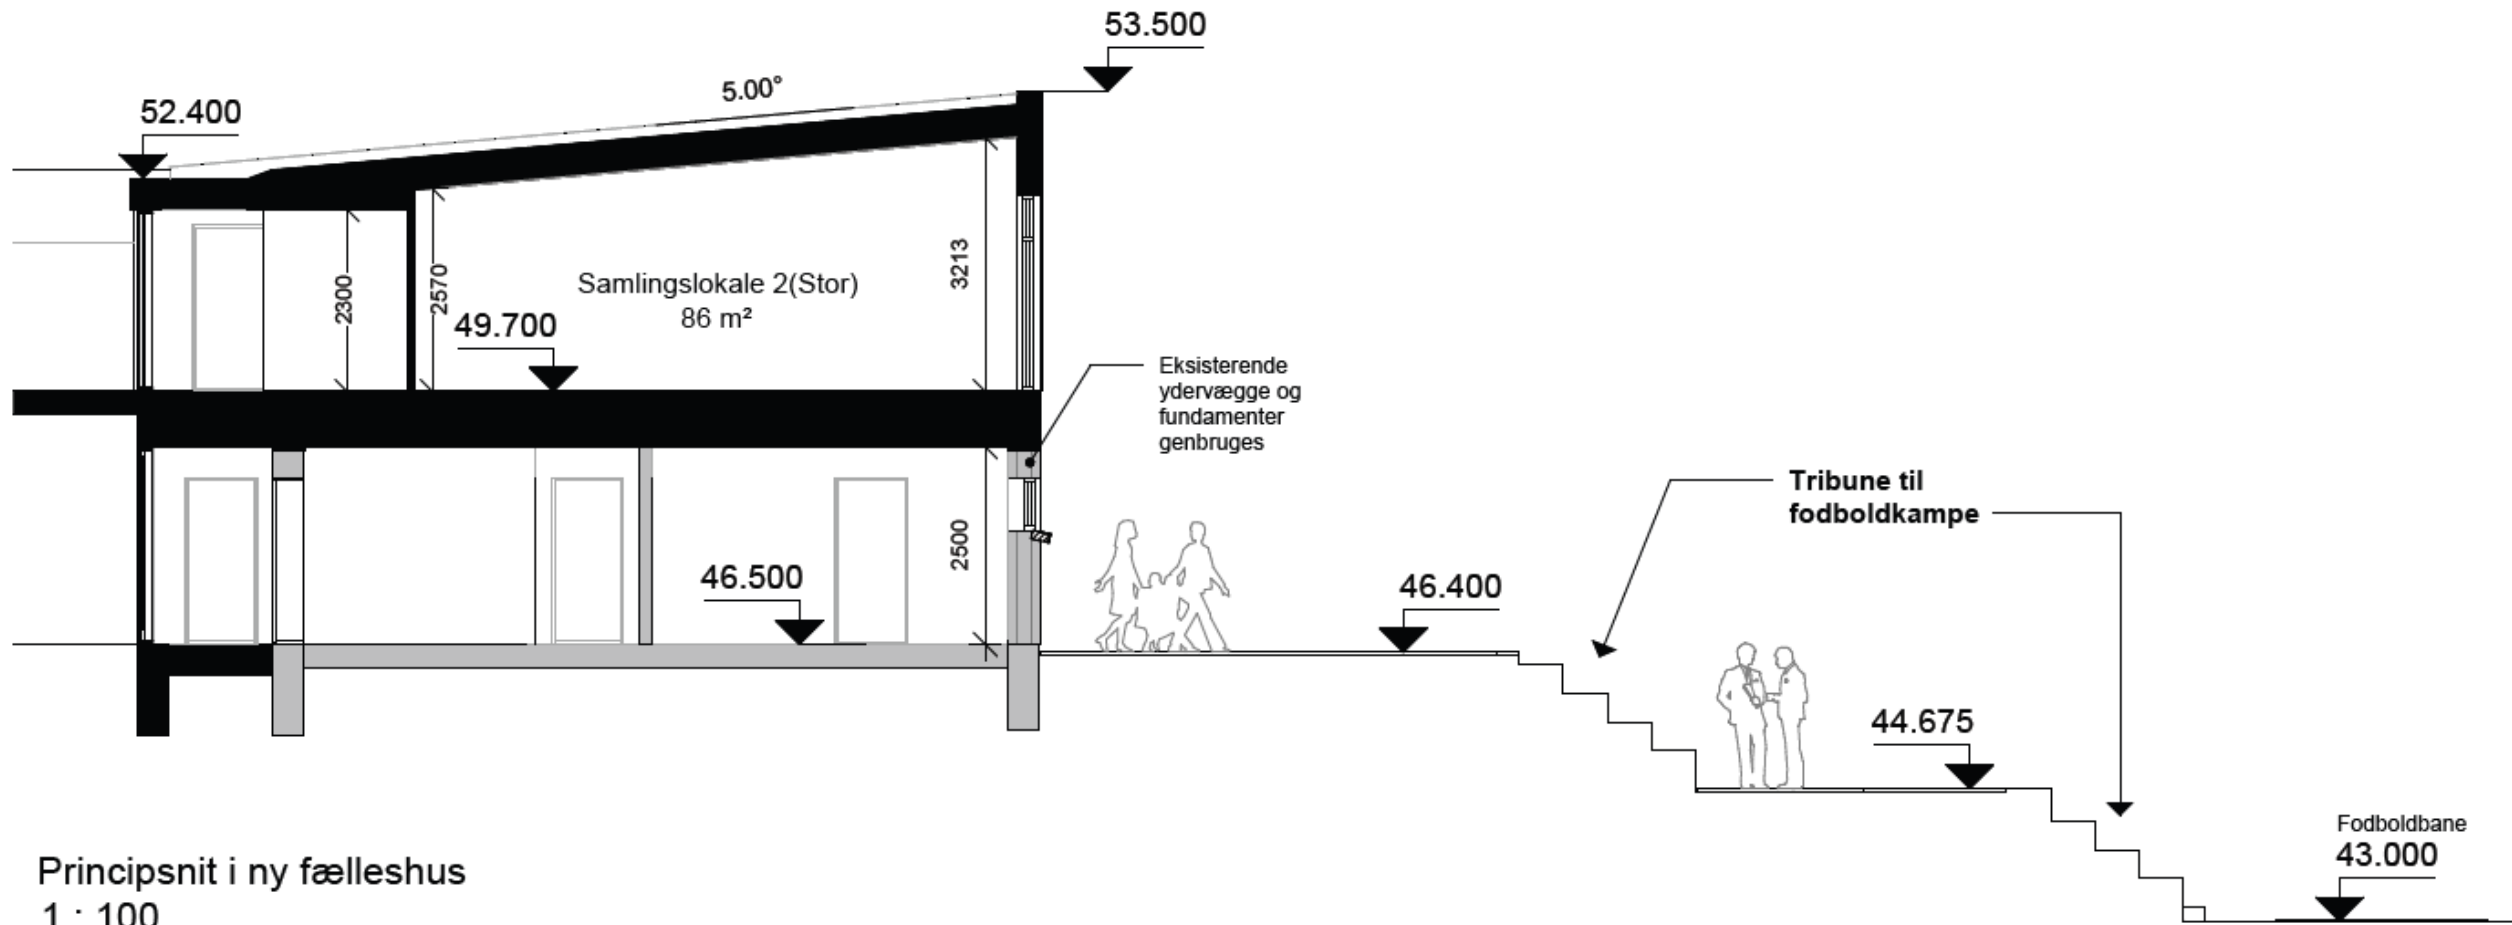 53.500
5.00°
52.400
2300
2570
Samlingslokale 2(Stor)
86 m²
3213
49.700
Eksisterende
ydervægge og
fundamenter
genbruges
Tribune til
fodboldkampe
2500
46.500
46.400
44.675
Fodboldbane
43.000
Principsnit i ny fælleshus
1 : 100